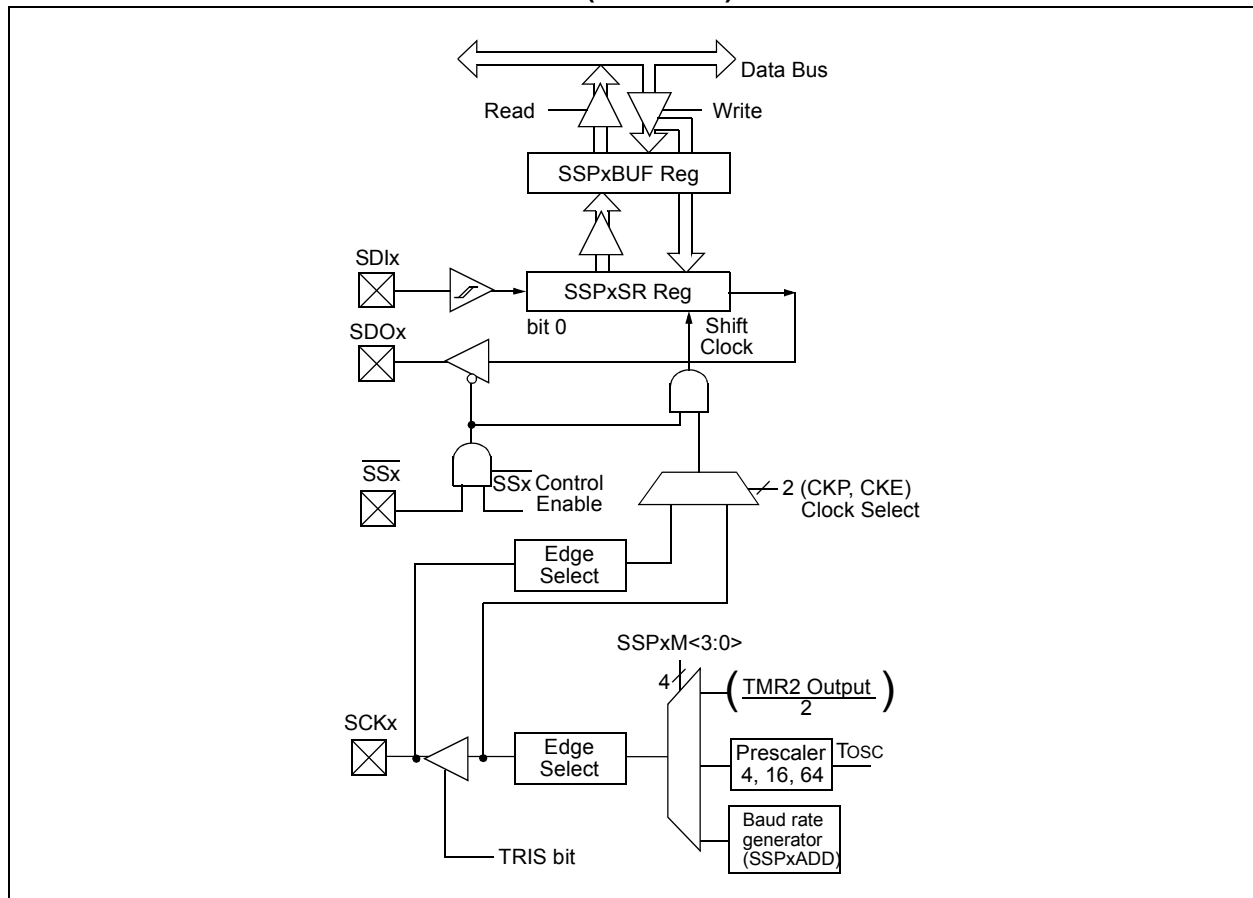 Data Bus
Read
Write
SSPxBUF Reg
SDIx
SSPxSR Reg
bit 0
Shift
Clock
SDOx
SSx
SSx Control
Enable
2 (CKP, CKE)
Clock Select
Edge
Select
SSPxM<3:0>
4
( TMR2 Output )
2
SCKx
Edge
Select
Prescaler
4, 16, 64
TOSC
Baud rate
generator
(SSPxADD)
TRIS bit